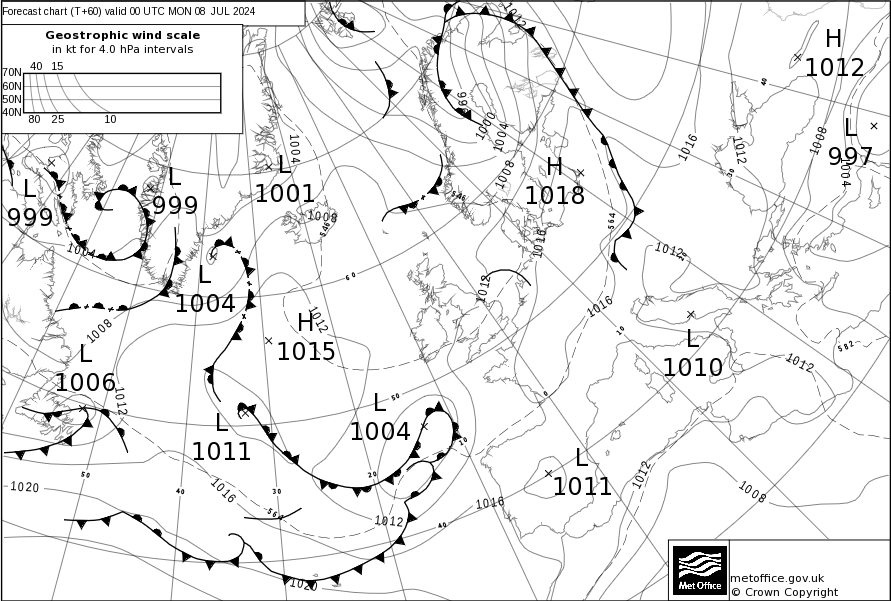 Forecast chart (T+60) valid 00 UTC MON 08 JUL 2024
Geostrophic wind scale
in kt for 4.0 hPa intervals
40 15
70N
60N
50N
40N
80 25 10
1012
H
1012
L
997
1008
1004
1016
1012
40
30
996
1000
1004
1008
H
1018
564
1016
546
1004
L
1001
1008
546
L
999
L
999
1004
L
1004
1008
60
H
1015
1012
1012
1016
1012
20
10
L
1010
582
1012
L
1006
1012
L
1011
L
1004
50
0
10
20
L
1011
1012
1008
1020
50
40
30
1016
564
1012
40
1016
1020
Met Office
metoffice.gov.uk
© Crown Copyright